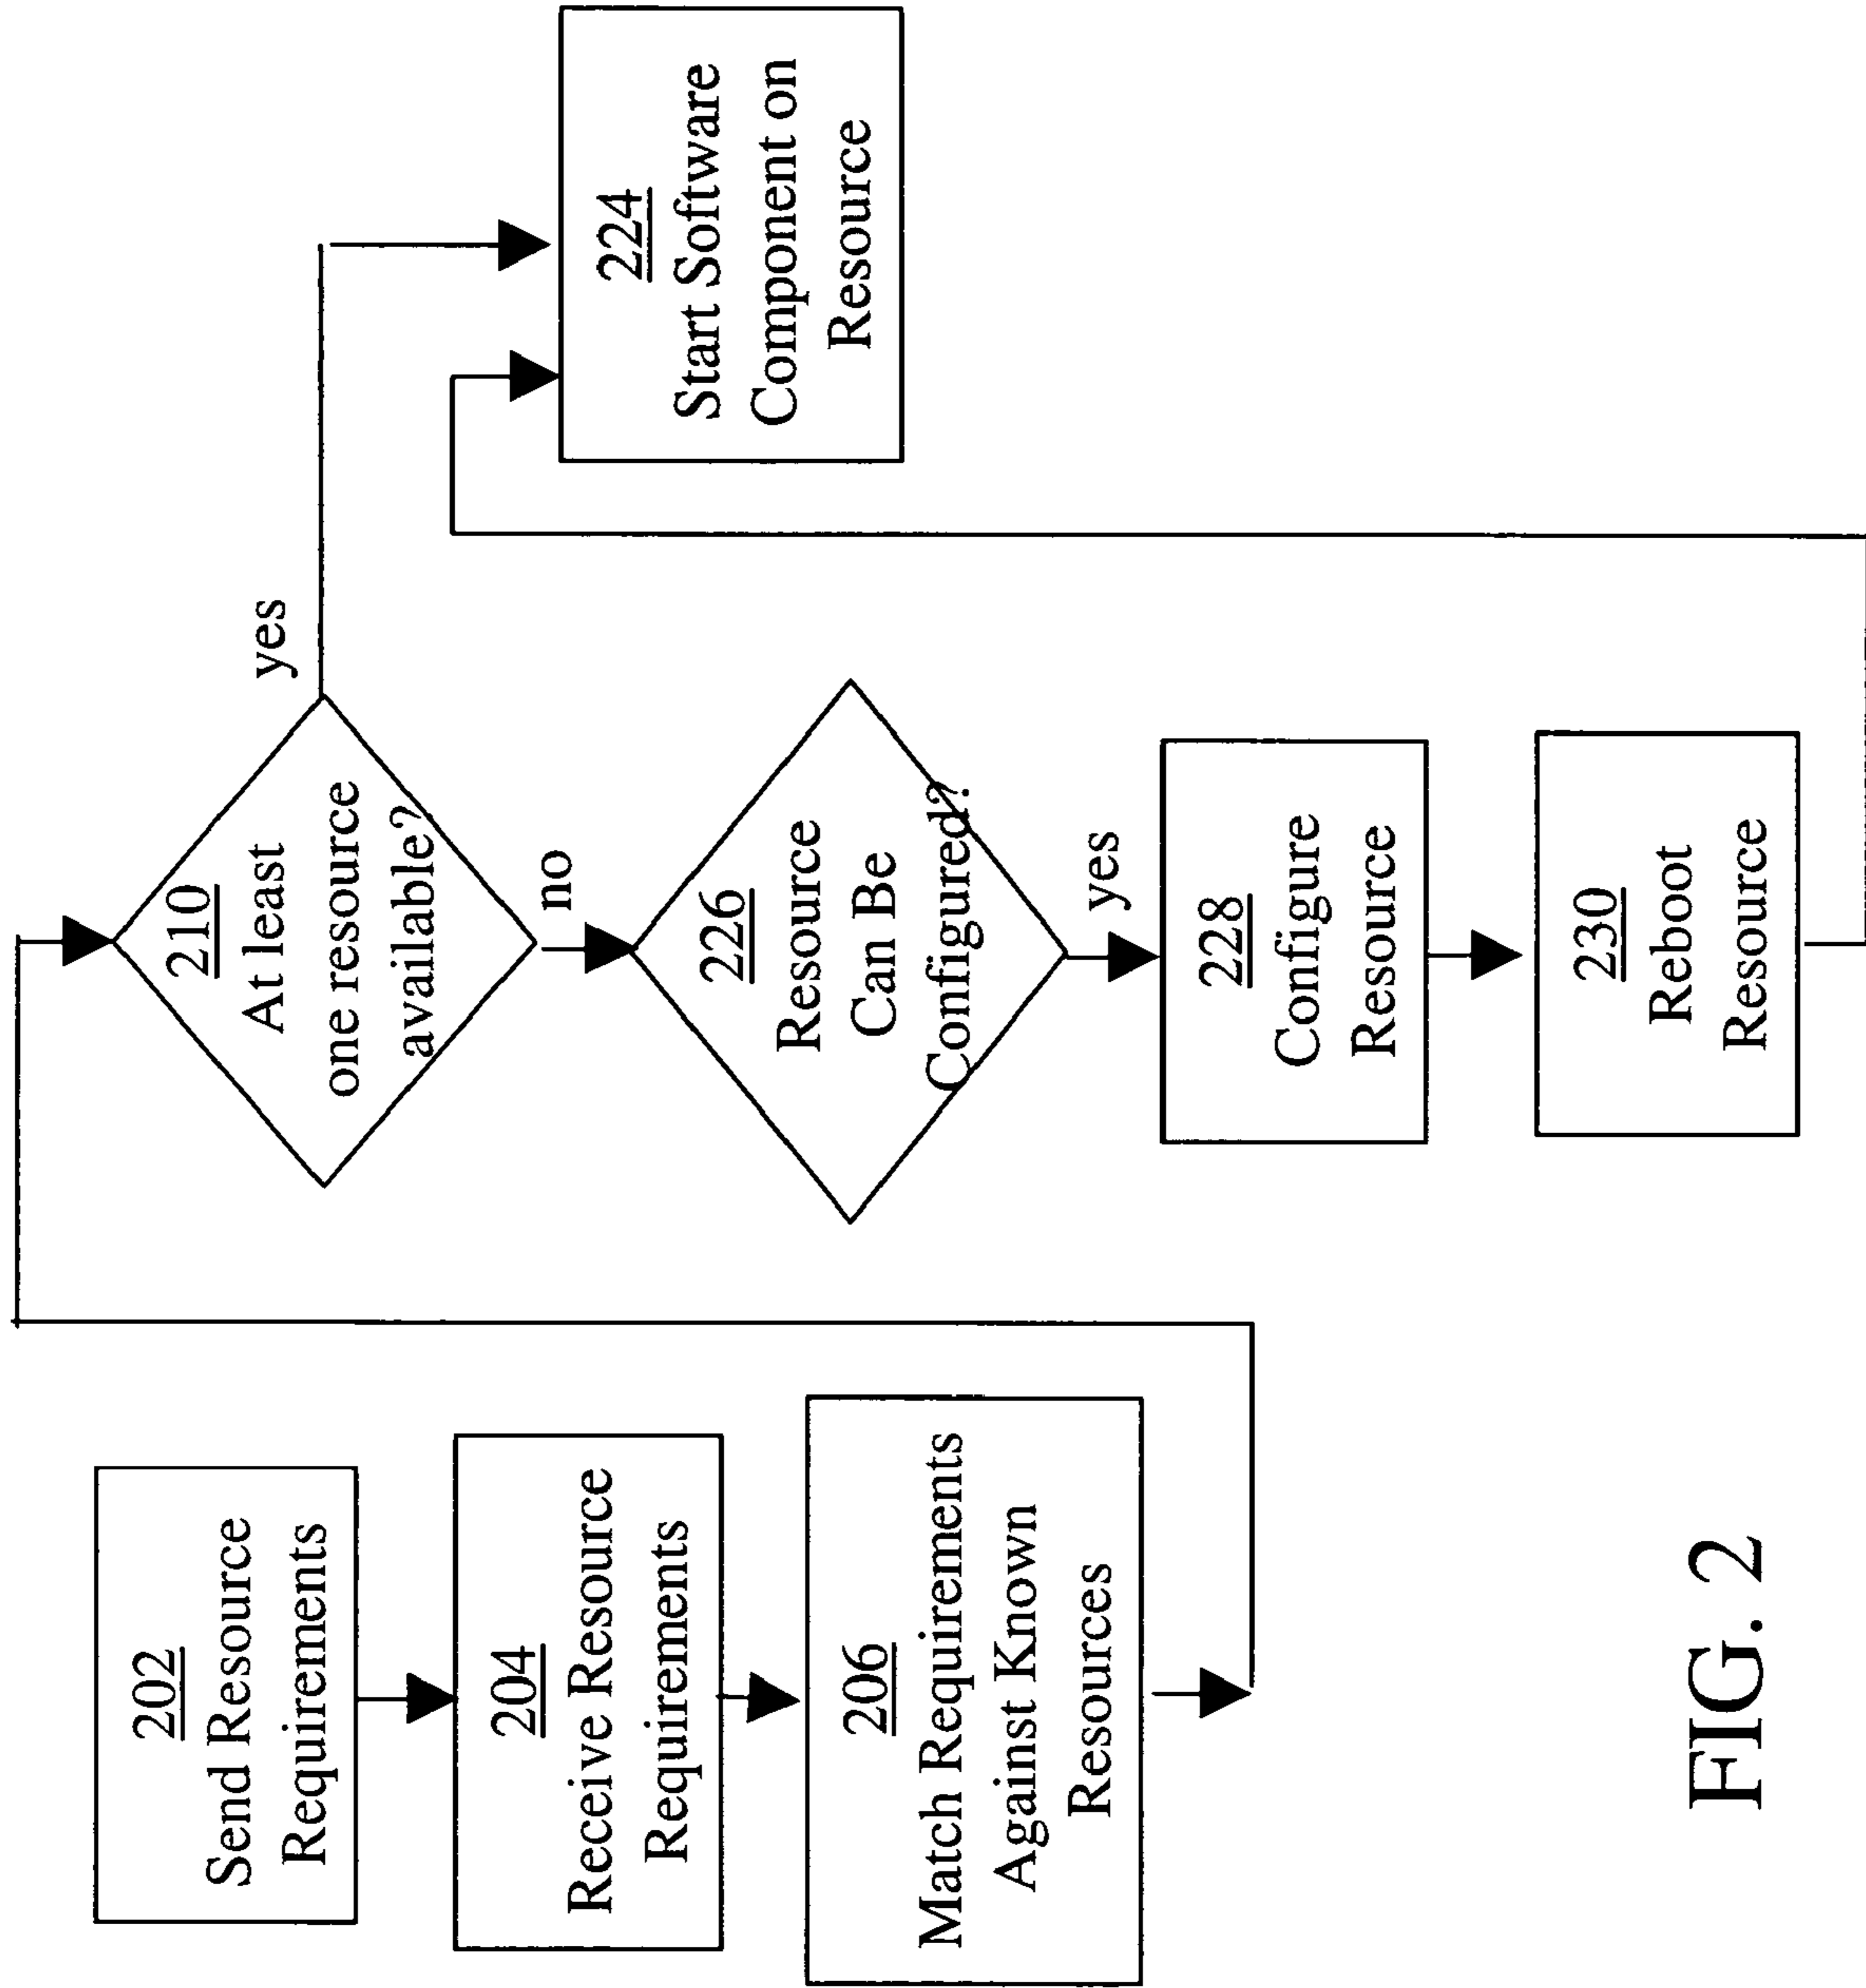 202
Send Resource
Requirements
204
Receive Resource
Requirements
206
Match Requirements
Against Known
Resources
210
At least
one resource
available?
yes
no
226
Resource
Can Be
Configured?
yes
228
Configure
Resource
230
Reboot
Resource
224
Start Software
Component on
Resource
FIG. 2